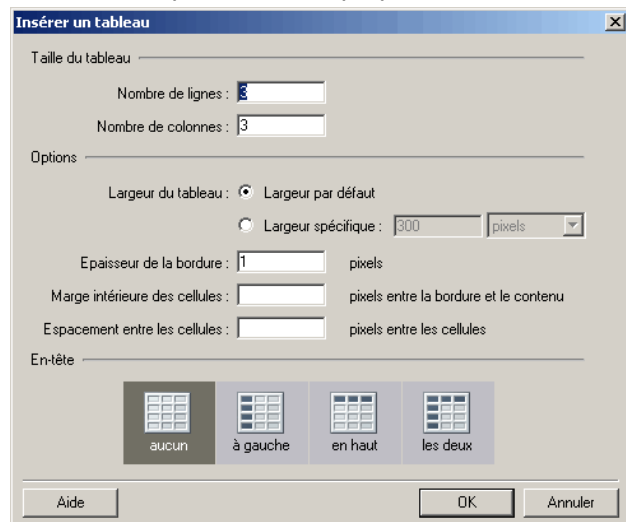 Insérer un tableau
Taille du tableau
Nombre de lignes : 3
Nombre de colonnes : 3
Options
Largeur du tableau : Largeur par défaut
Largeur spécifique : 300 pixels
Epaisseur de la bordure : 1 pixels
Marge intérieure des cellules : pixels entre la bordure et le contenu
Espacement entre les cellules : pixels entre les cellules
En-tête
aucun à gauche en haut les deux
Aide OK Annuler